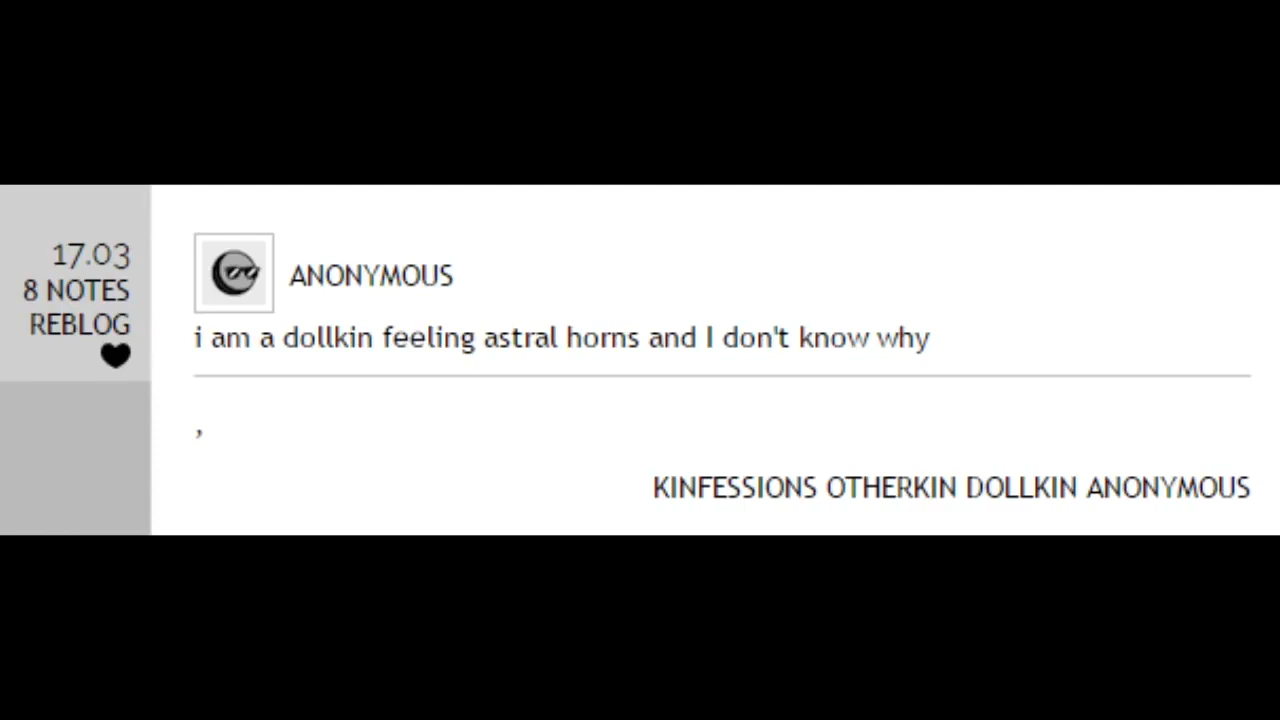 17.03
8 NOTES
REBLOG
ANONYMOUS
i am a dollkin feeling astral horns and I don't know why
,
KINFESSIONS OTHERKIN DOLLKIN ANONYMOUS